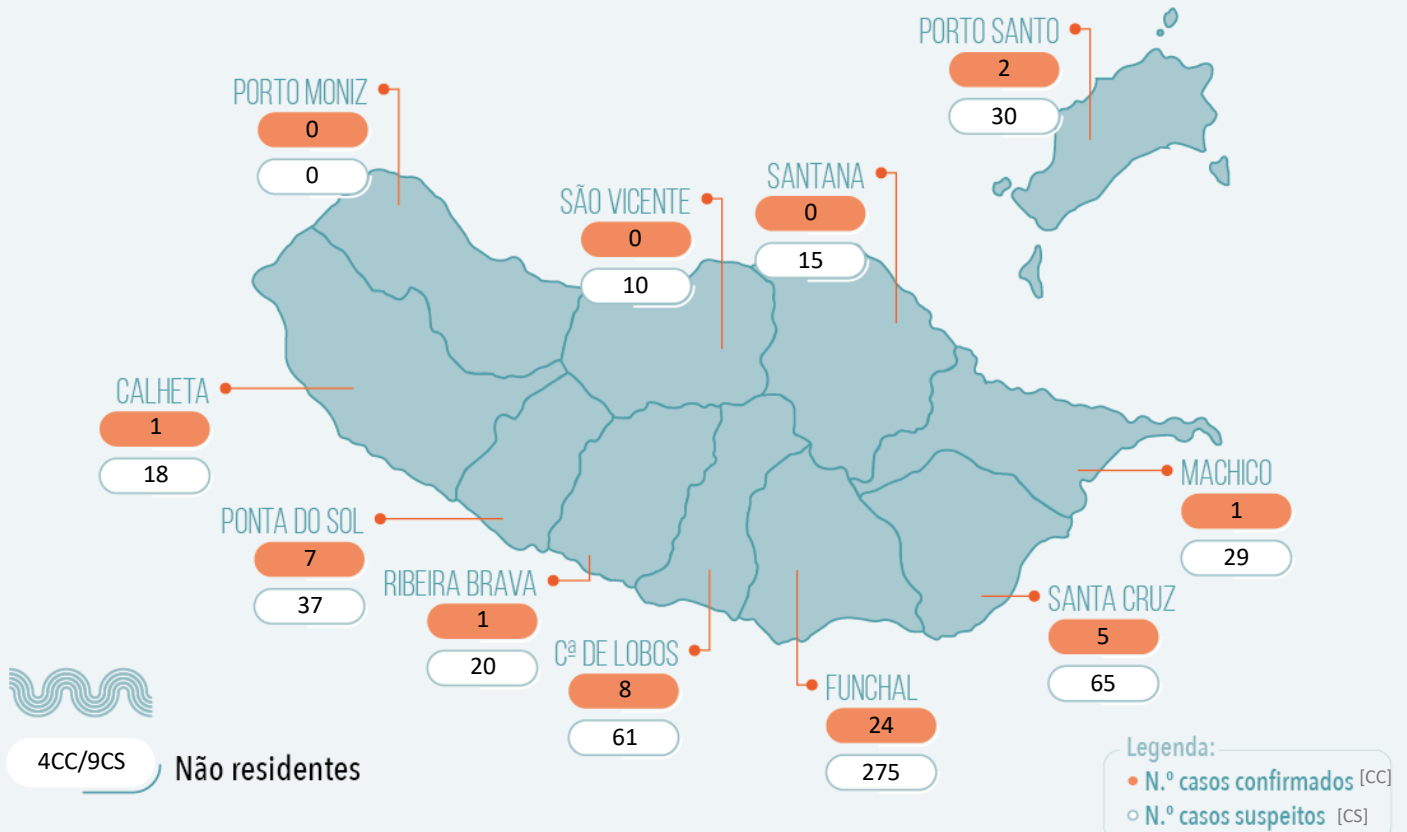 PORTO SANTO
2
30
PORTO MONIZ
0
0
SANTANA
0
15
SÃO VICENTE
0
10
CALHETA
1
18
MACHICO
1
29
PONTA DO SOL
7
37
RIBEIRA BRAVA
1
20
SANTA CRUZ
5
65
Cª DE LOBOS
8
61
FUNCHAL
24
275
4CC/9CS Não residentes
Legenda:
N.º casos confirmados [CC]
N.º casos suspeitos [CS]